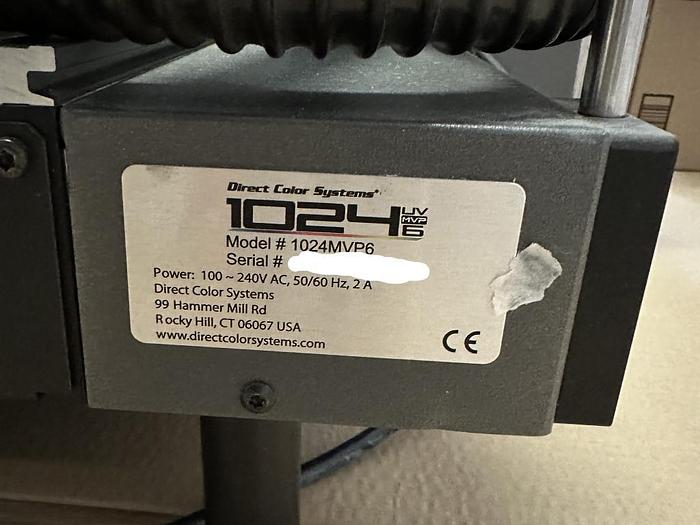 Direct Color Systems®
1024 UV MVP 6
Model # 1024MVP6
Serial #
Power: 100 ~ 240V AC, 50/60 Hz, 2 A
Direct Color Systems
99 Hammer Mill Rd
Rocky Hill, CT 06067 USA
www.directcolorsystems.com
CE